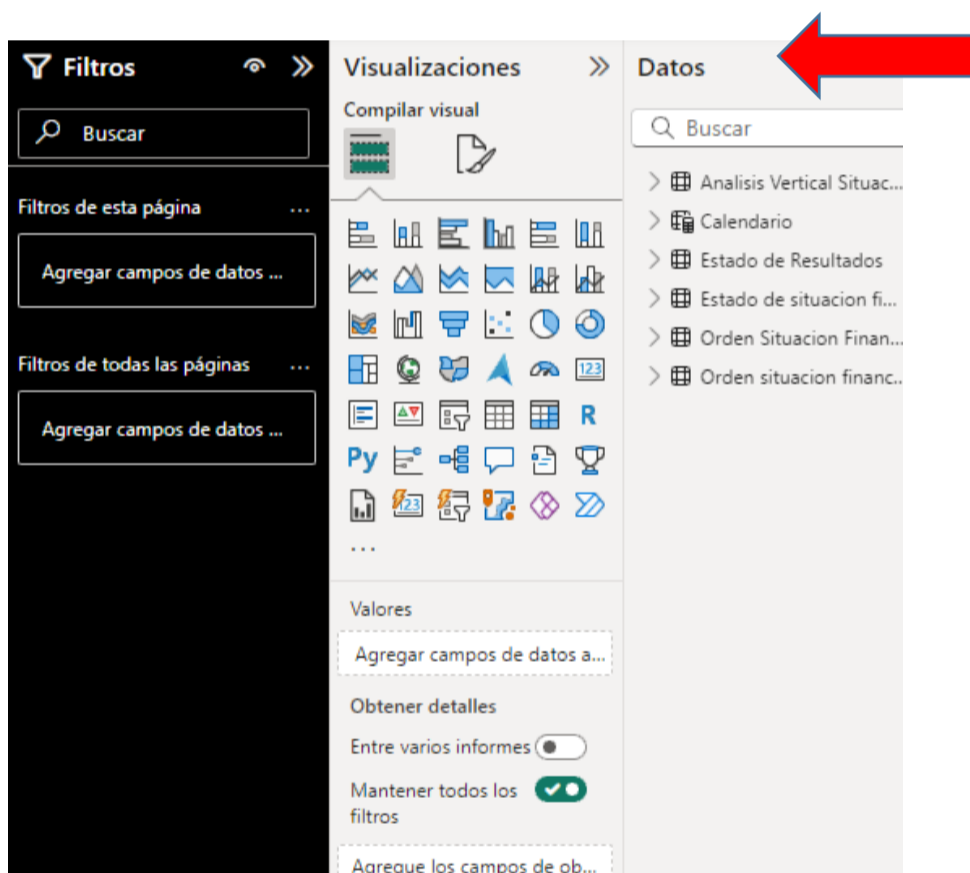 Filtros
Buscar
Filtros de esta página
...
Agregar campos de datos ...
Filtros de todas las páginas
...
Agregar campos de datos ...
Visualizaciones
Compilar visual
123
R
Py
123
...
Valores
Agregar campos de datos a...
Obtener detalles
Entre varios informes
Mantener todos los
filtros
Agregue los campos de ob...
Datos
Buscar
Analisis Vertical Situac...
Calendario
Estado de Resultados
Estado de situacion fi...
Orden Situacion Finan...
Orden situacion financ...